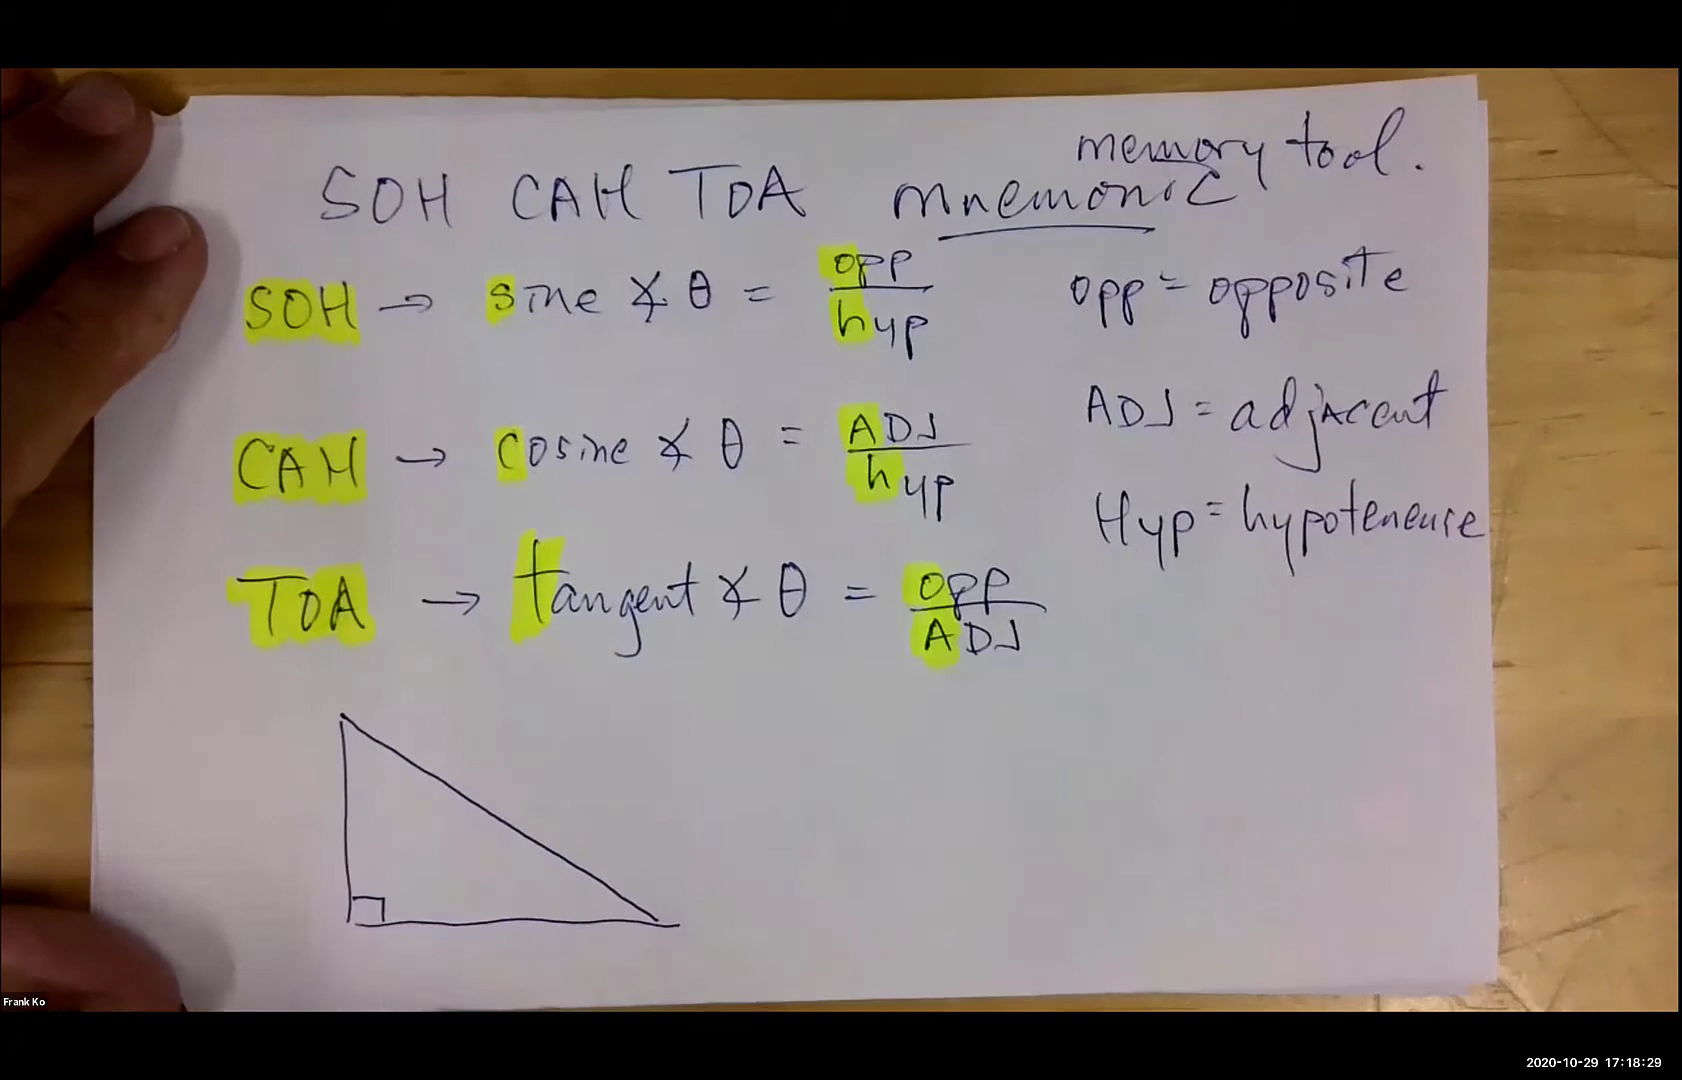 memory tool.
SOH CAH TOA mnemonic
SOH → sine ∡ θ = opp/hyp
opp = opposite
CAH → cosine ∡ θ = ADJ/hyp
ADJ = adjacent
Hyp = hypotenuse
TOA → tangent ∡ θ = opp/ADJ
Frank Ko
2020-10-29 17:18:29